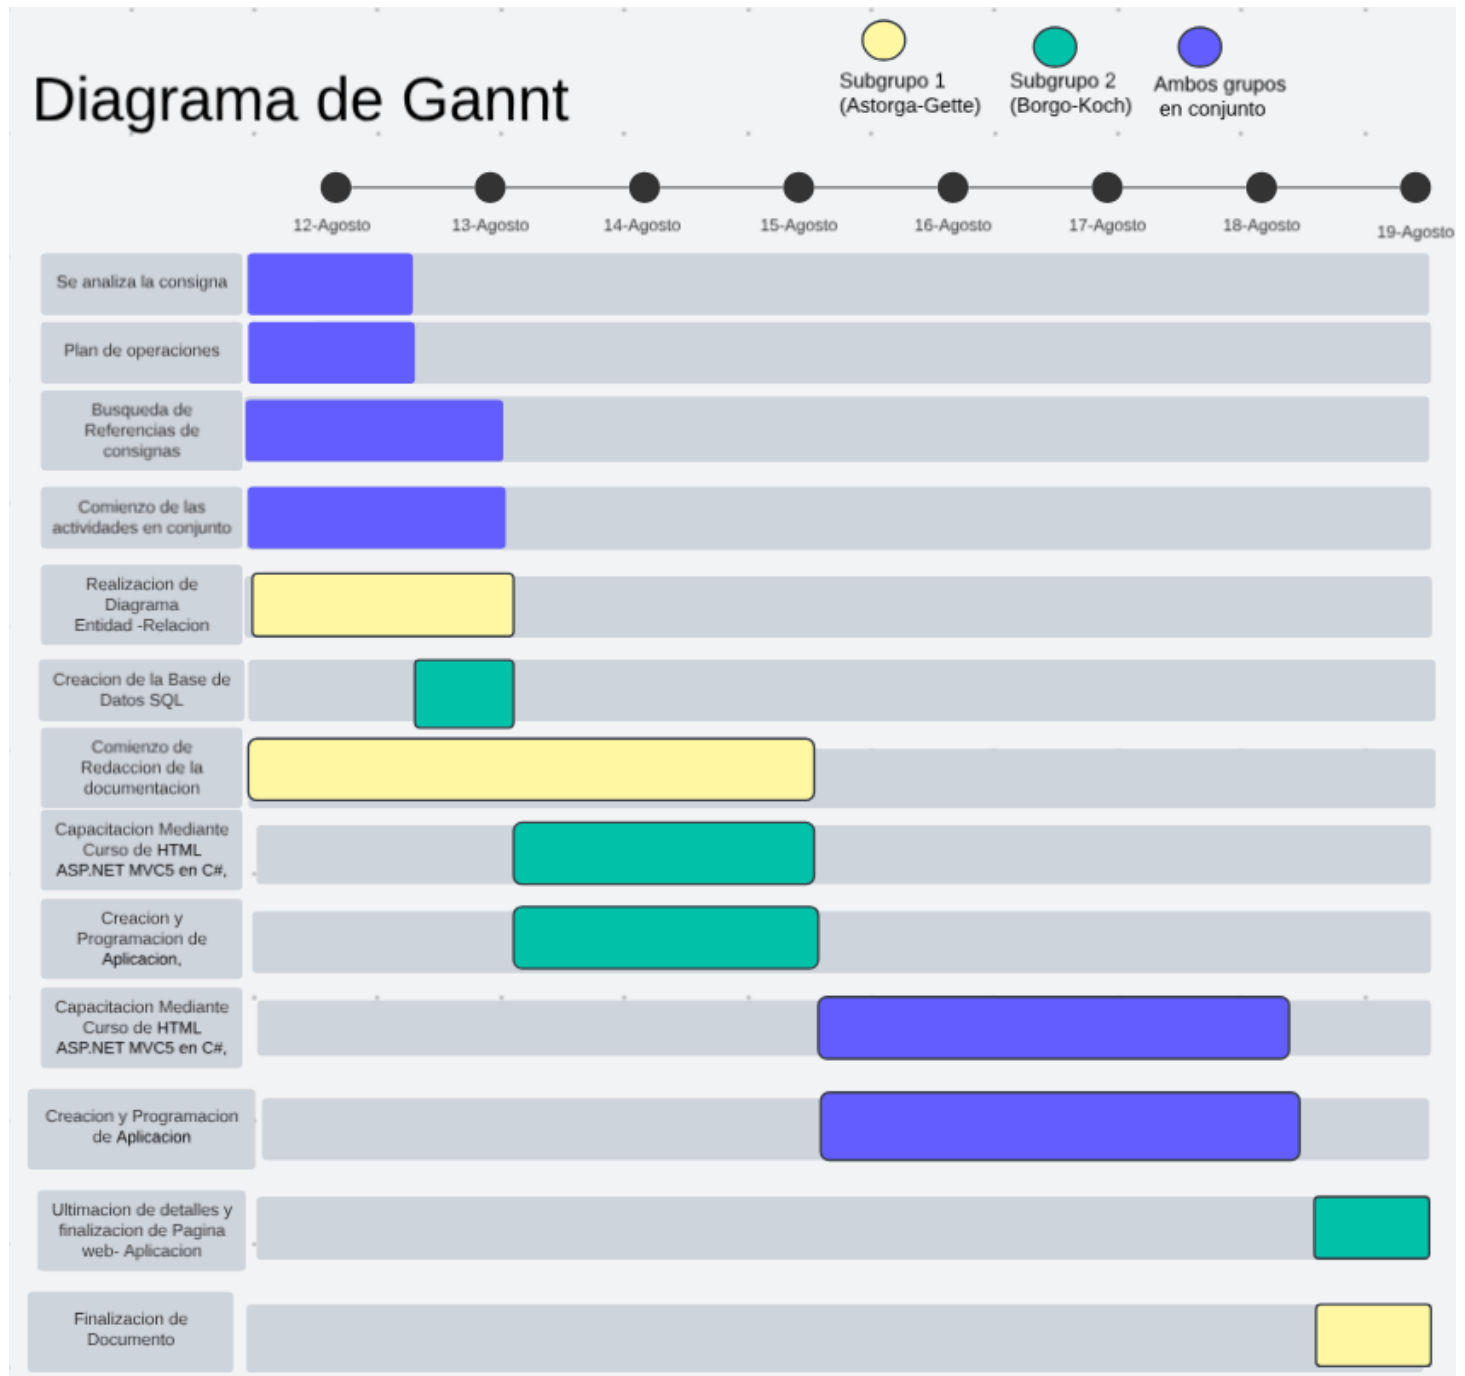 Diagrama de Gannt
Subgrupo 1
(Astorga-Gette)
Subgrupo 2
(Borgo-Koch)
Ambos grupos
en conjunto
12-Agosto
13-Agosto
14-Agosto
15-Agosto
16-Agosto
17-Agosto
18-Agosto
19-Agosto
Se analiza la consigna
Plan de operaciones
Busqueda de
Referencias de
consignas
Comienzo de las
actividades en conjunto
Realizacion de
Diagrama
Entidad -Relacion
Creacion de la Base de
Datos SQL
Comienzo de
Redaccion de la
documentacion
Capacitacion Mediante
Curso de HTML
ASP.NET MVC5 en C#,
Creacion y
Programacion de
Aplicacion,
Capacitacion Mediante
Curso de HTML
ASP.NET MVC5 en C#,
Creacion y Programacion
de Aplicacion
Ultimacion de detalles y
finalizacion de Pagina
web- Aplicacion
Finalizacion de
Documento